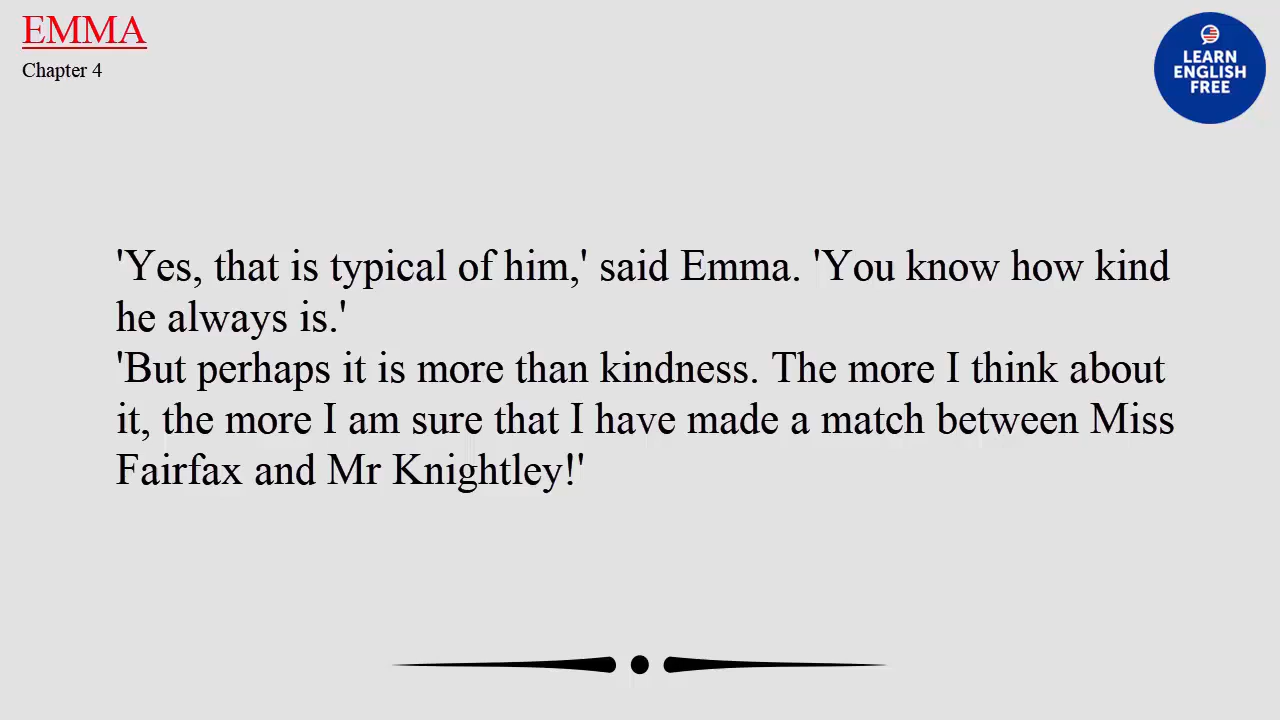 EMMA
Chapter 4
LEARN
ENGLISH
FREE
'Yes, that is typical of him,' said Emma. 'You know how kind
he always is.'
'But perhaps it is more than kindness. The more I think about
it, the more I am sure that I have made a match between Miss
Fairfax and Mr Knightley!'